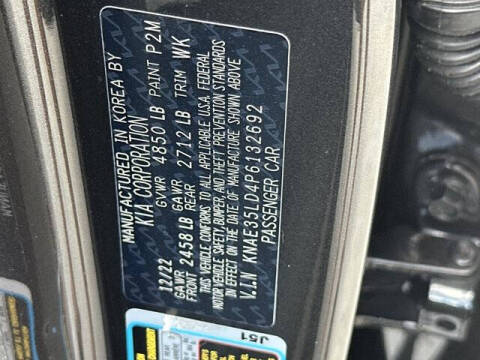 MANUFACTURED IN KOREA BY
KIA CORPORATION
GVWR 4850 LB PAINT P2M
12/22
GAWR FRONT 2458 LB GAWR REAR 2712 LB TRIM WK
THIS VEHICLE CONFORMS TO ALL APPLICABLE U.S.A. FEDERAL
MOTOR VEHICLE SAFETY, BUMPER, AND THEFT PREVENTION STANDARDS
IN EFFECT ON THE DATE OF MANUFACTURE SHOWN ABOVE
V.I.N KNAE35LD4P6132692
PASSENGER CAR
J51